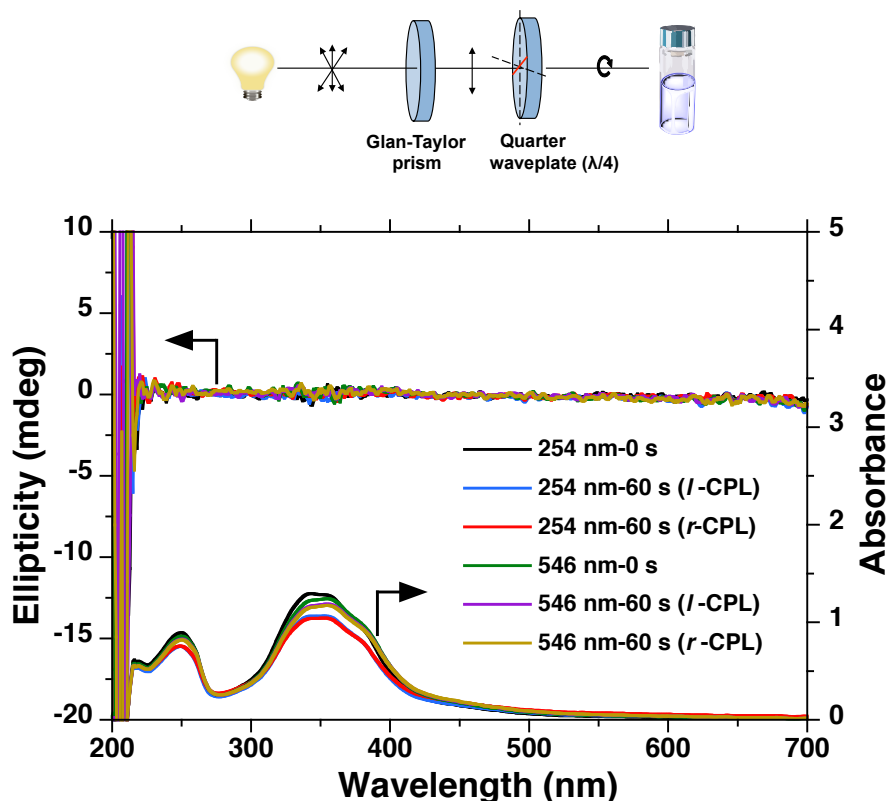 Glan-Taylor
prism
Quarter
waveplate (λ/4)
10
5
0
-5
-10
-15
-20
Ellipticity (mdeg)
5
4
3
2
1
0
Absorbance
254 nm-0 s
254 nm-60 s (l -CPL)
254 nm-60 s (r-CPL)
546 nm-0 s
546 nm-60 s (l -CPL)
546 nm-60 s (r -CPL)
200 300 400 500 600 700
Wavelength (nm)